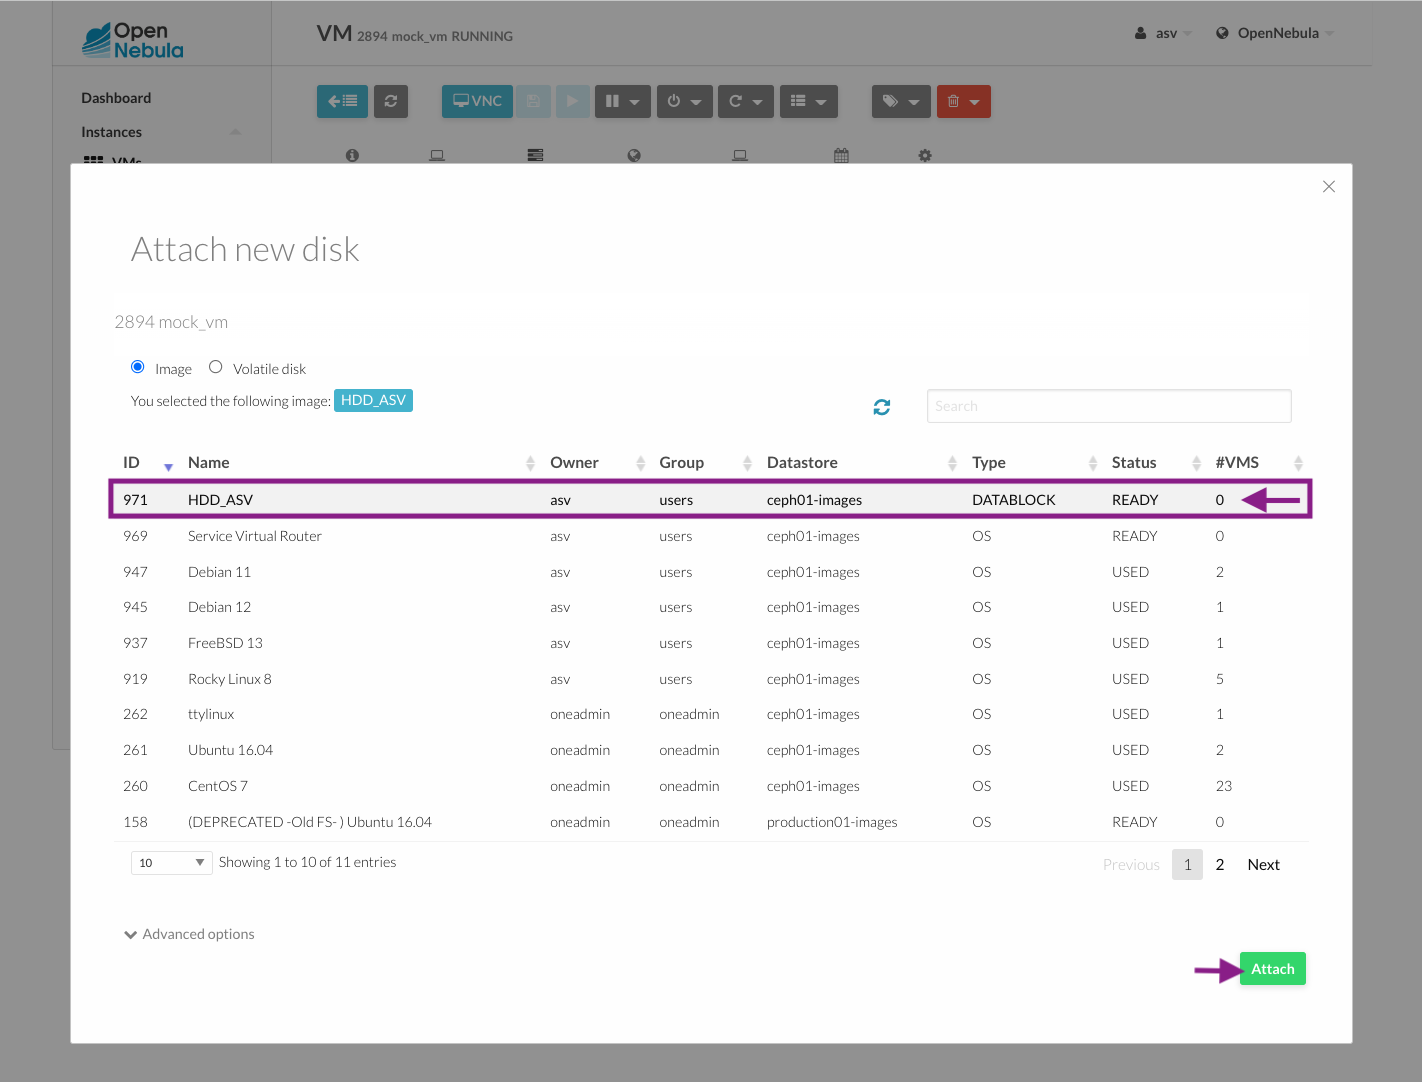 Open
Nebula
VM 2894 mock_vm RUNNING
asv
OpenNebula
Dashboard
Instances
VMs
VNC
Attach new disk
2894 mock_vm
Image Volatile disk
You selected the following image: HDD_ASV
Search
ID Name Owner Group Datastore Type Status #VMS
971 HDD_ASV asv users ceph01-images DATABLOCK READY 0
969 Service Virtual Router asv users ceph01-images OS READY 0
947 Debian 11 asv users ceph01-images OS USED 2
945 Debian 12 asv users ceph01-images OS USED 1
937 FreeBSD 13 asv users ceph01-images OS USED 1
919 Rocky Linux 8 asv users ceph01-images OS USED 5
262 ttylinux oneadmin oneadmin ceph01-images OS USED 1
261 Ubuntu 16.04 oneadmin oneadmin ceph01-images OS USED 2
260 CentOS 7 oneadmin oneadmin ceph01-images OS USED 23
158 (DEPRECATED -Old FS- ) Ubuntu 16.04 oneadmin oneadmin production01-images OS READY 0
10 Showing 1 to 10 of 11 entries
Previous 1 2 Next
Advanced options
Attach